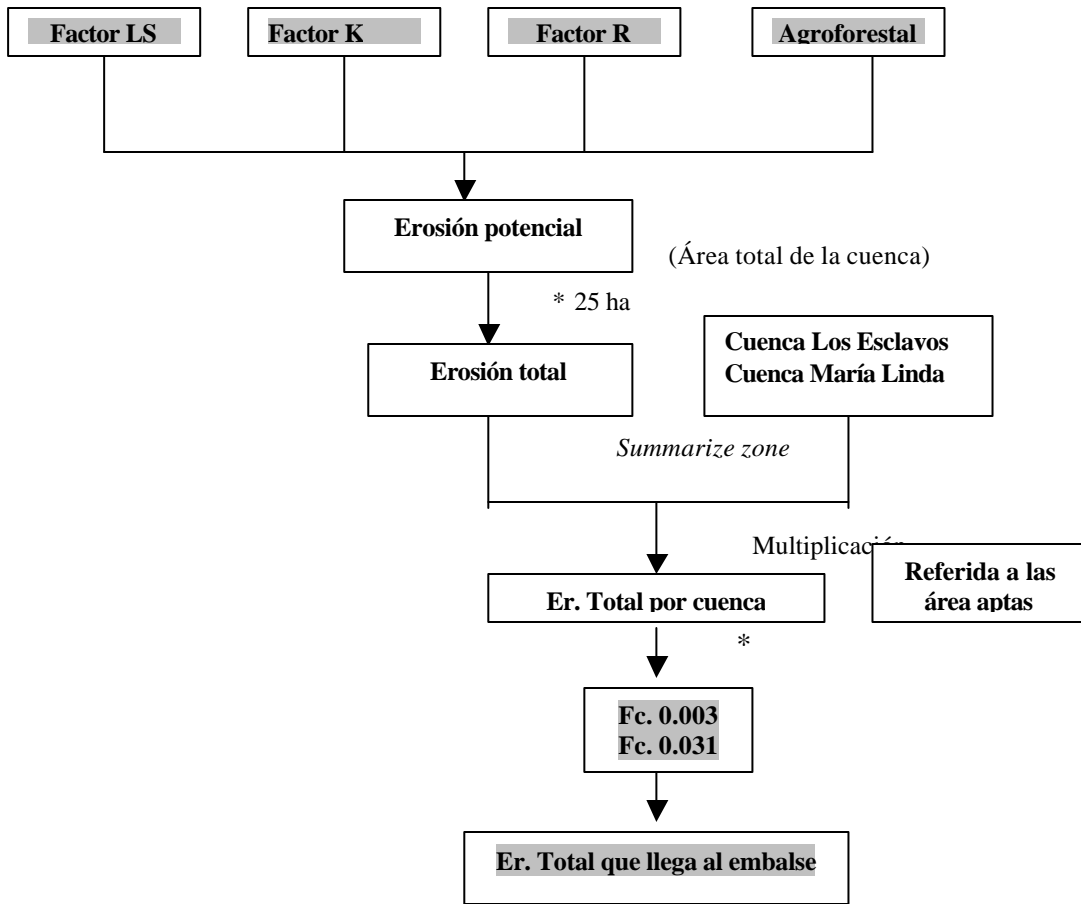 Factor LS
Factor K
Factor R
Agroforestal
Erosión potencial
(Área total de la cuenca)
* 25 ha
Erosión total
Cuenca Los Esclavos
Cuenca María Linda
Summarize zone
Multiplicación
Referida a las
área aptas
Er. Total por cuenca
*
Fc. 0.003
Fc. 0.031
Er. Total que llega al embalse